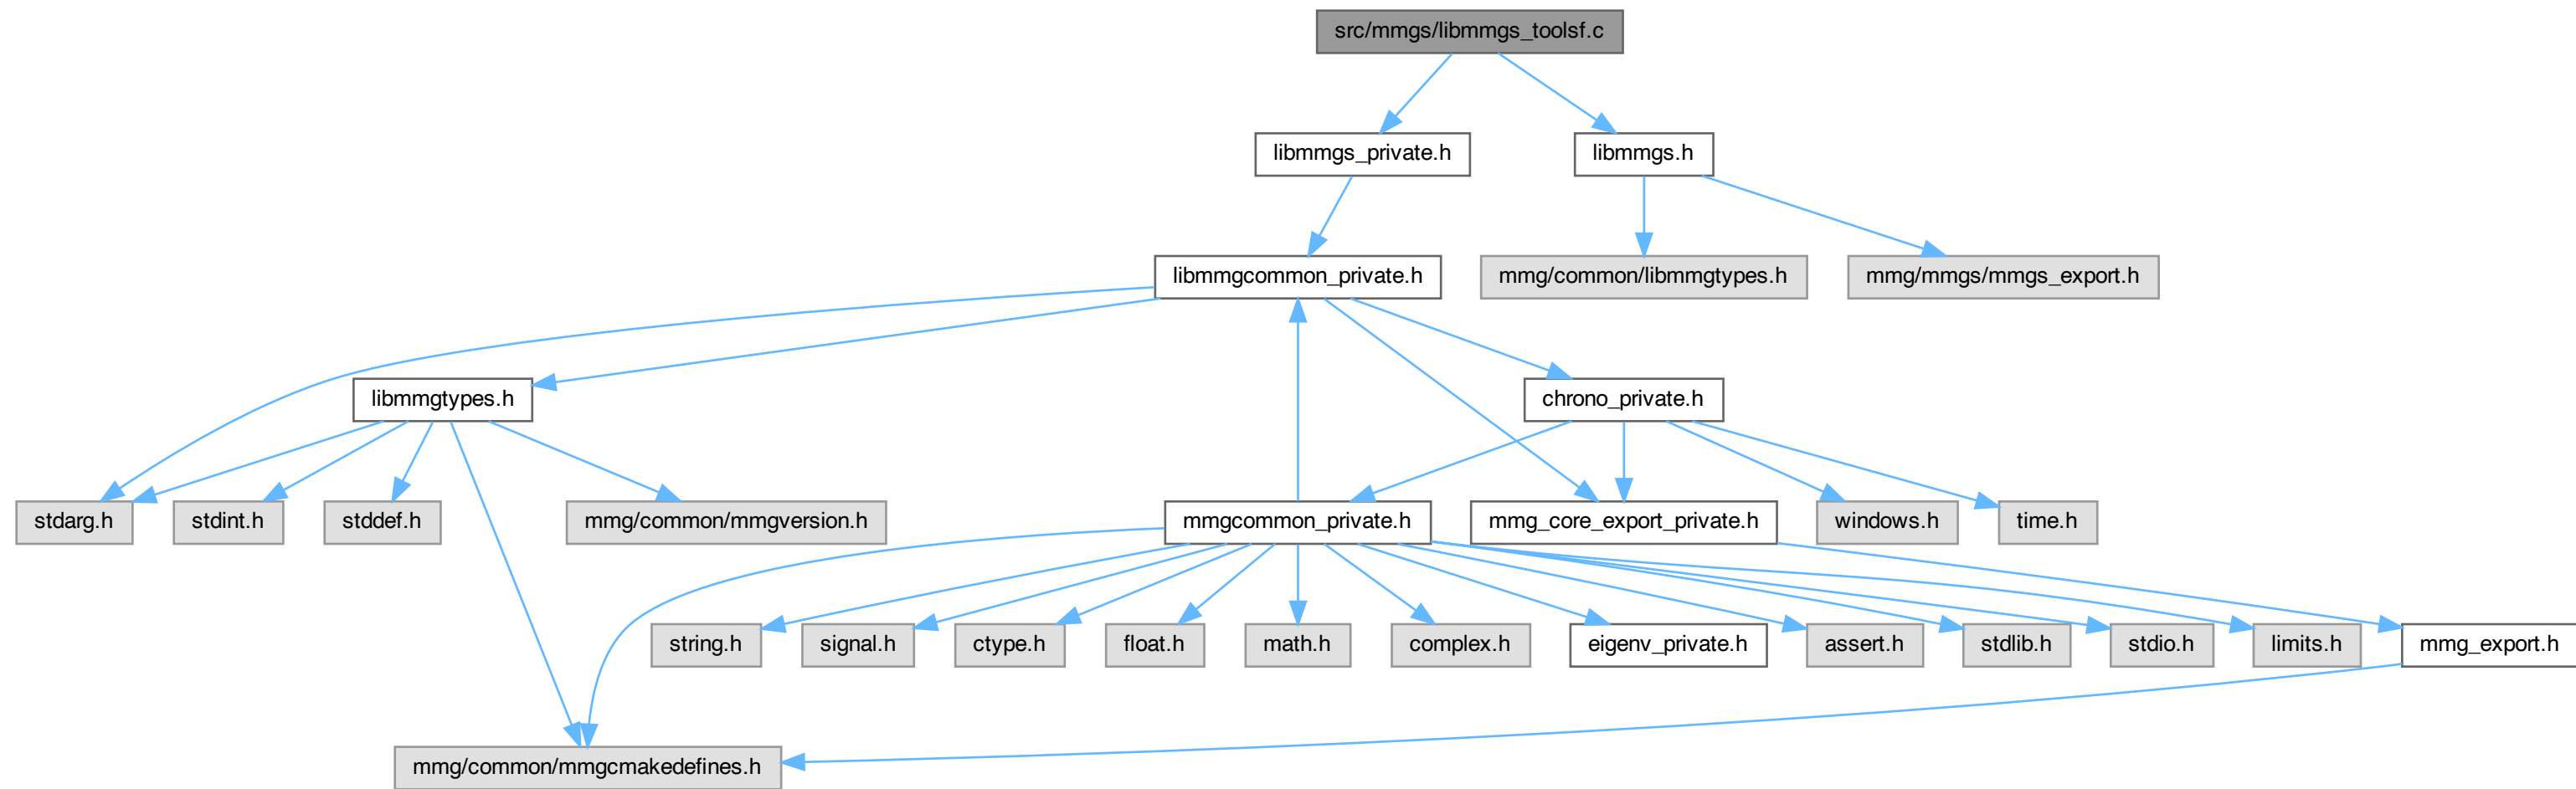 src/mmgs/libmmgs_toolsf.c
libmmgs_private.h
libmmgs.h
libmmgcommon_private.h
mmg/common/libmmgtypes.h
mmg/mmgs/mmgs_export.h
libmmgtypes.h
chrono_private.h
stdarg.h
stdint.h
stddef.h
mmg/common/mmgversion.h
mmgcommon_private.h
mmg_core_export_private.h
windows.h
time.h
string.h
signal.h
ctype.h
float.h
math.h
complex.h
eigenv_private.h
assert.h
stdlib.h
stdio.h
limits.h
mmg_export.h
mmg/common/mmgcmakedefines.h